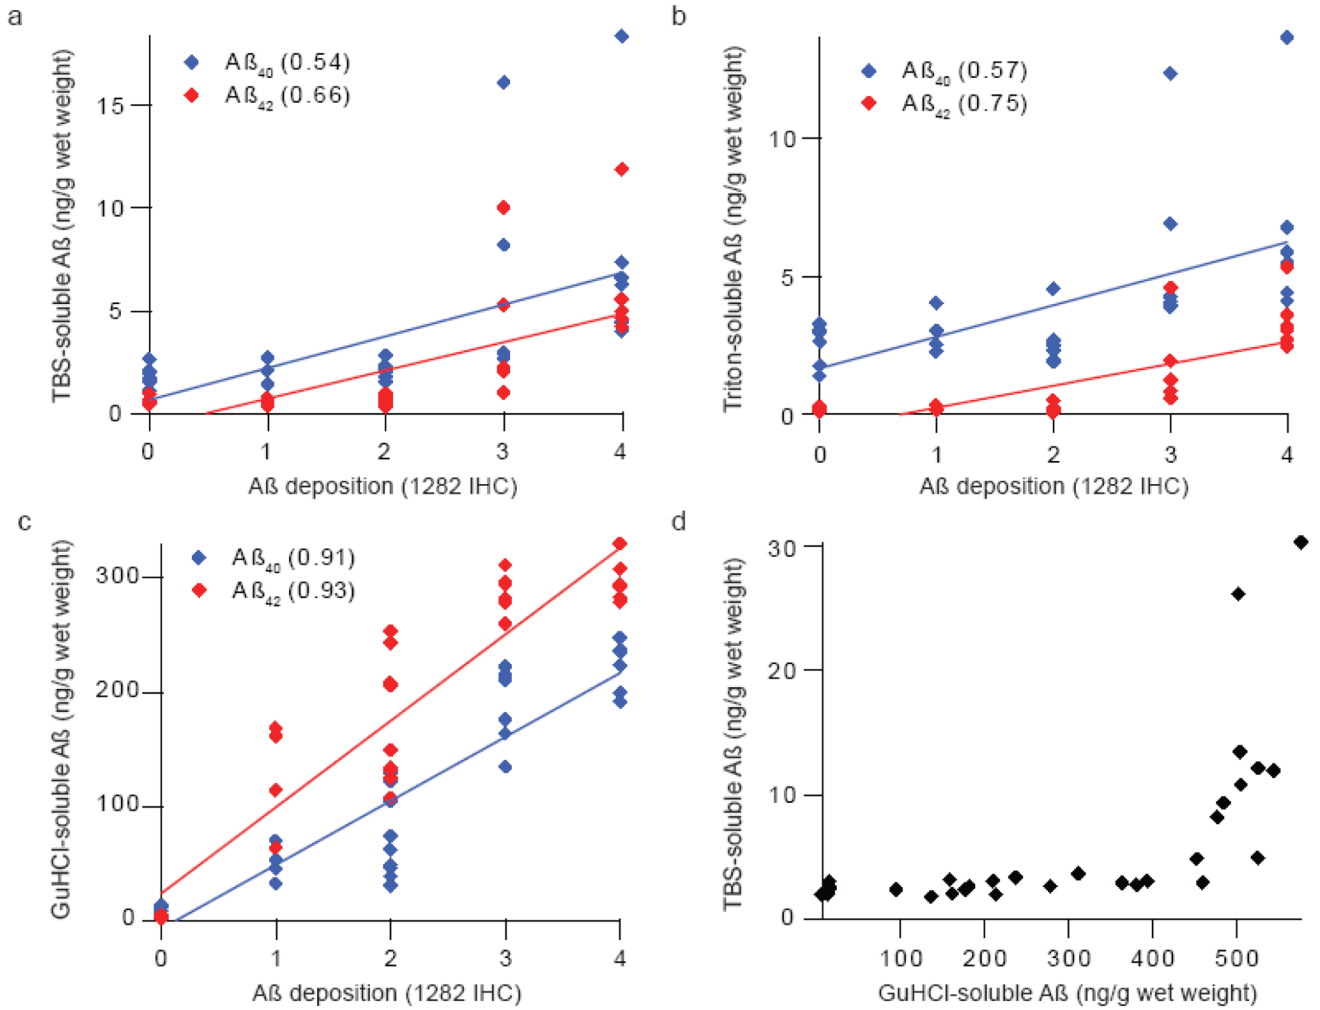 a
TBS-soluble Aß (ng/g wet weight)
Aß40 (0.54)
Aß42 (0.66)
15
10
5
0
0 1 2 3 4
Aß deposition (1282 IHC)
b
Triton-soluble Aß (ng/g wet weight)
Aß40 (0.57)
Aß42 (0.75)
10
5
0
0 1 2 3 4
Aß deposition (1282 IHC)
c
GuHCl-soluble Aß (ng/g wet weight)
Aß40 (0.91)
Aß42 (0.93)
300
200
100
0
0 1 2 3 4
Aß deposition (1282 IHC)
d
TBS-soluble Aß (ng/g wet weight)
30
20
10
0
100 200 300 400 500
GuHCl-soluble Aß (ng/g wet weight)